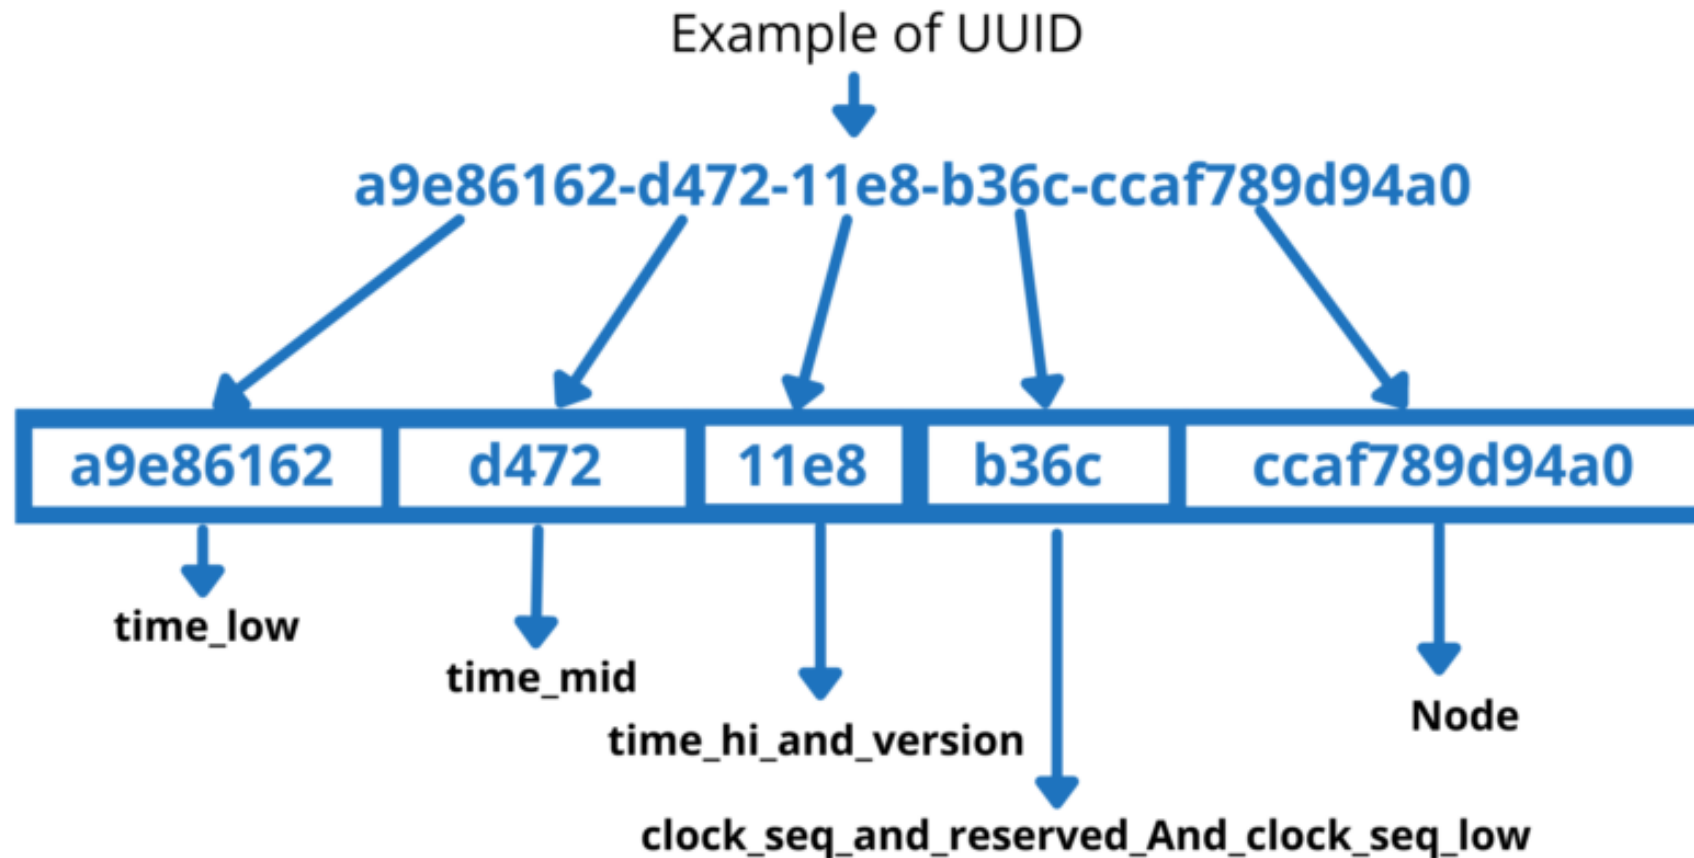 Example of UUID
a9e86162-d472-11e8-b36c-ccaf789d94a0
a9e86162 d472 11e8 b36c ccaf789d94a0
time_low
time_mid
time_hi_and_version
Node
clock_seq_and_reserved_And_clock_seq_low